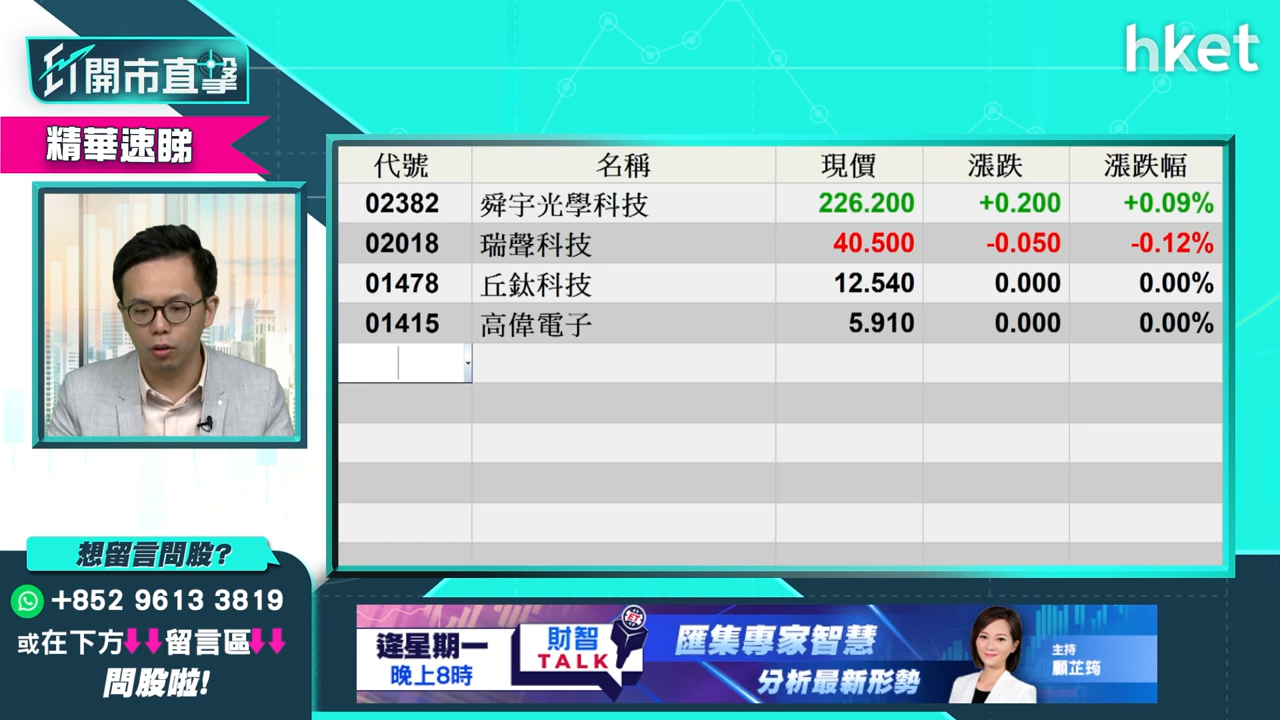 hket
ET開市直擊
精華速睇
代號 名稱 現價 漲跌 漲跌幅
02382 舜宇光學科技 226.200 +0.200 +0.09%
02018 瑞聲科技 40.500 -0.050 -0.12%
01478 丘鈦科技 12.540 0.000 0.00%
01415 高偉電子 5.910 0.000 0.00%
想留言問股?
+852 9613 3819
或在下方留言區
問股啦!
逢星期一
晚上8時
財智
TALK
匯集專家智慧
分析最新形勢
主持
顧芷筠